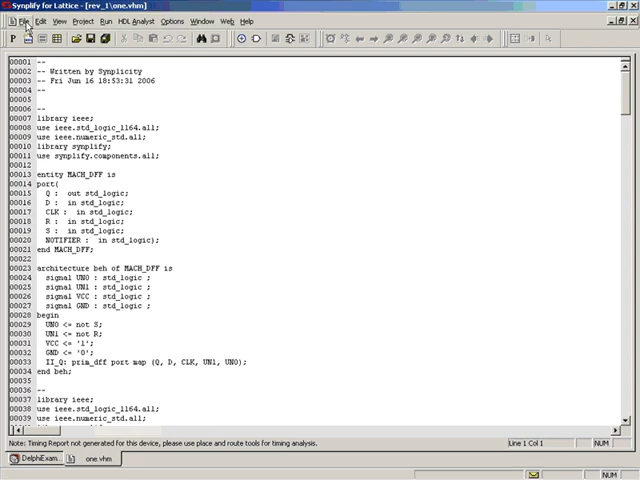 Synplify for Lattice - [rev_1\one.vhm]
File Edit View Project Run HDL Analyst Options Window Web Help
P
00001 --
00002 -- Written by Synplicity
00003 -- Fri Jun 16 18:53:31 2006
00004 --
00005
00006 --
00007 library ieee;
00008 use ieee.std_logic_1164.all;
00009 use ieee.numeric_std.all;
00010 library synplify;
00011 use synplify.components.all;
00012
00013 entity MACH_DFF is
00014 port(
00015 Q : out std_logic;
00016 D : in std_logic;
00017 CLK : in std_logic;
00018 R : in std_logic;
00019 S : in std_logic;
00020 NOTIFIER : in std_logic);
00021 end MACH_DFF;
00022
00023 architecture beh of MACH_DFF is
00024 signal UN0 : std_logic ;
00025 signal UN1 : std_logic ;
00026 signal VCC : std_logic ;
00027 signal GND : std_logic ;
00028 begin
00029 UN0 <= not S;
00030 UN1 <= not R;
00031 VCC <= '1';
00032 GND <= '0';
00033 II_Q: prim_dff port map (Q, D, CLK, UN1, UN0);
00034 end beh;
00035
00036 --
00037 library ieee;
00038 use ieee.std_logic_1164.all;
00039 use ieee.numeric_std.all;
Note: Timing Report not generated for this device, please use place and route tools for timing analysis.
Line 1 Col 1
NUM
DelphiExam... one.vhm
NUM